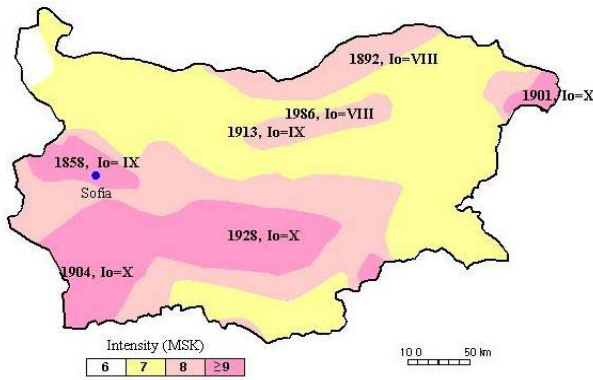 1892, Io=VIII
1901, Io=X
1986, Io=VIII
1913, Io=IX
1858, Io= IX
Sofia
1928, Io=X
1904, Io=X
Intensity (MSK)
6 7 8 ≥9
10 0 50 km